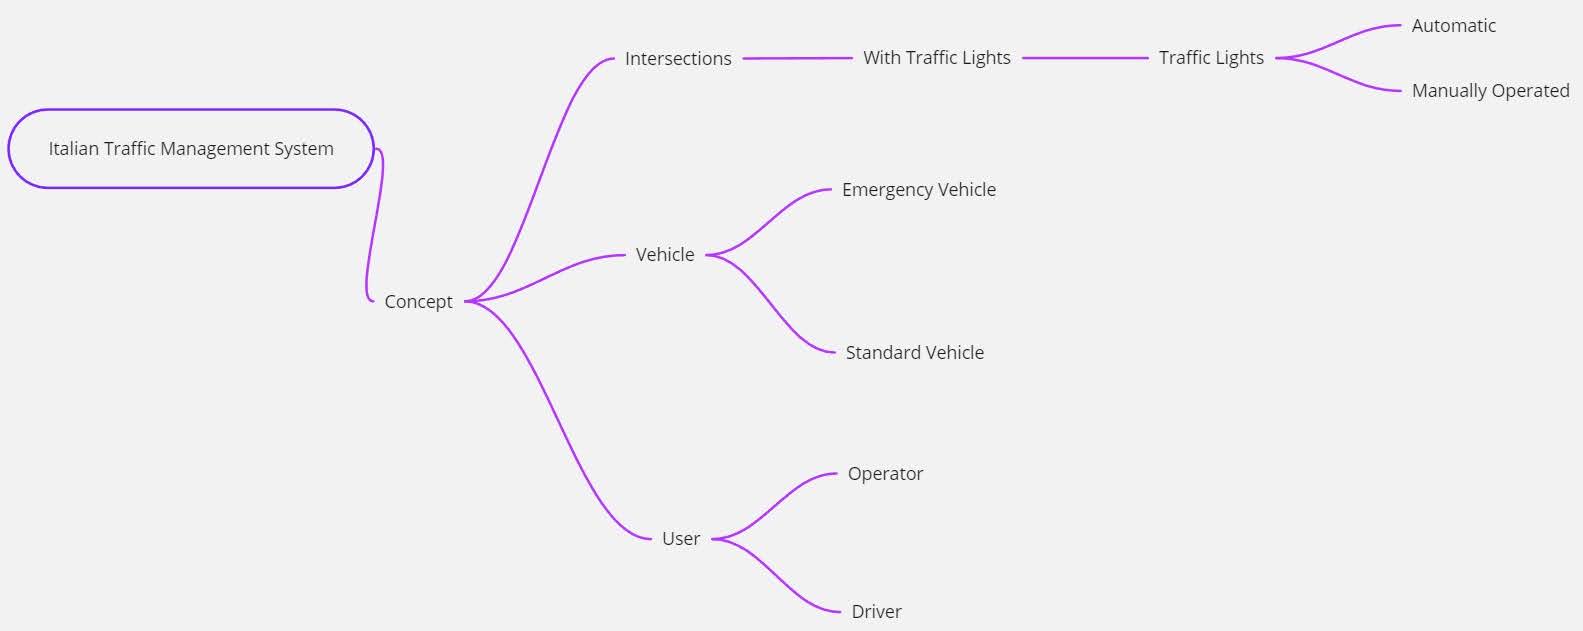 Italian Traffic Management System
Concept
Intersections
With Traffic Lights
Traffic Lights
Automatic
Manually Operated
Vehicle
Emergency Vehicle
Standard Vehicle
User
Operator
Driver